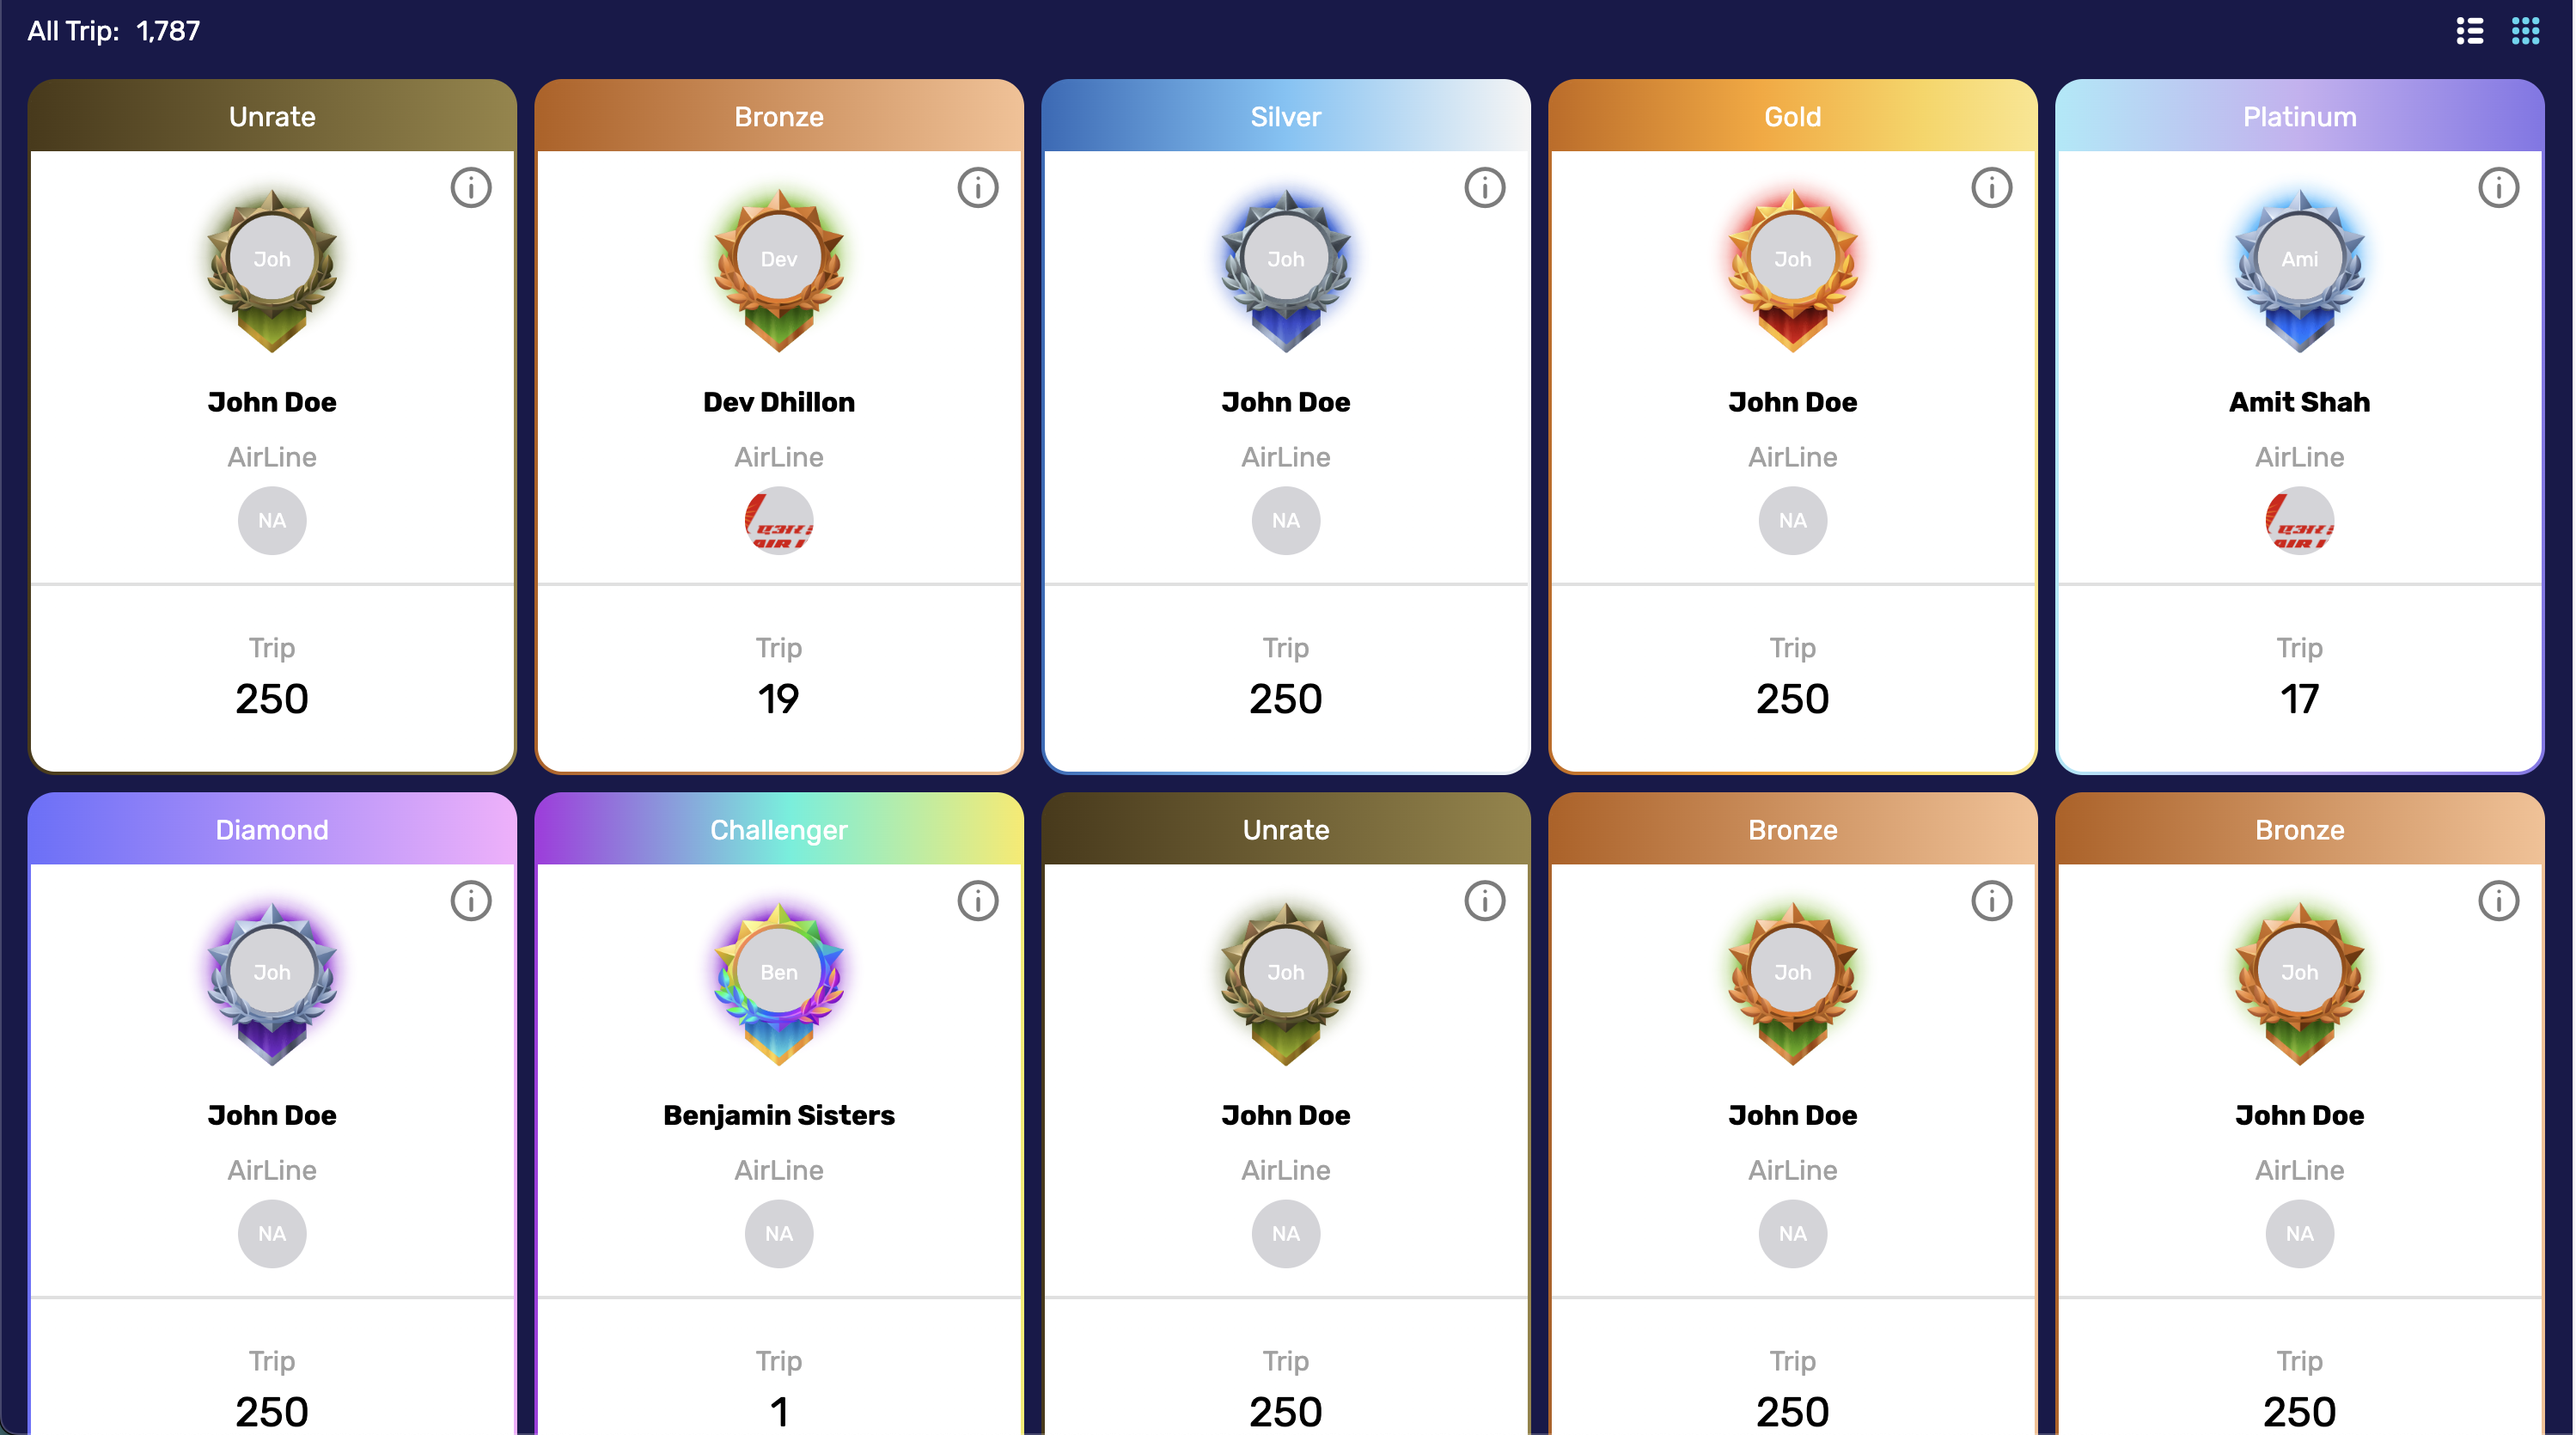 All Trip: 1,787
Unrate
Joh
John Doe
AirLine
NA
Trip
250
Bronze
Dev
Dev Dhillon
AirLine
Trip
19
Silver
Joh
John Doe
AirLine
NA
Trip
250
Gold
Joh
John Doe
AirLine
NA
Trip
250
Platinum
Ami
Amit Shah
AirLine
Trip
17
Diamond
Joh
John Doe
AirLine
NA
Trip
250
Challenger
Ben
Benjamin Sisters
AirLine
NA
Trip
1
Unrate
Joh
John Doe
AirLine
NA
Trip
250
Bronze
Joh
John Doe
AirLine
NA
Trip
250
Bronze
Joh
John Doe
AirLine
NA
Trip
250